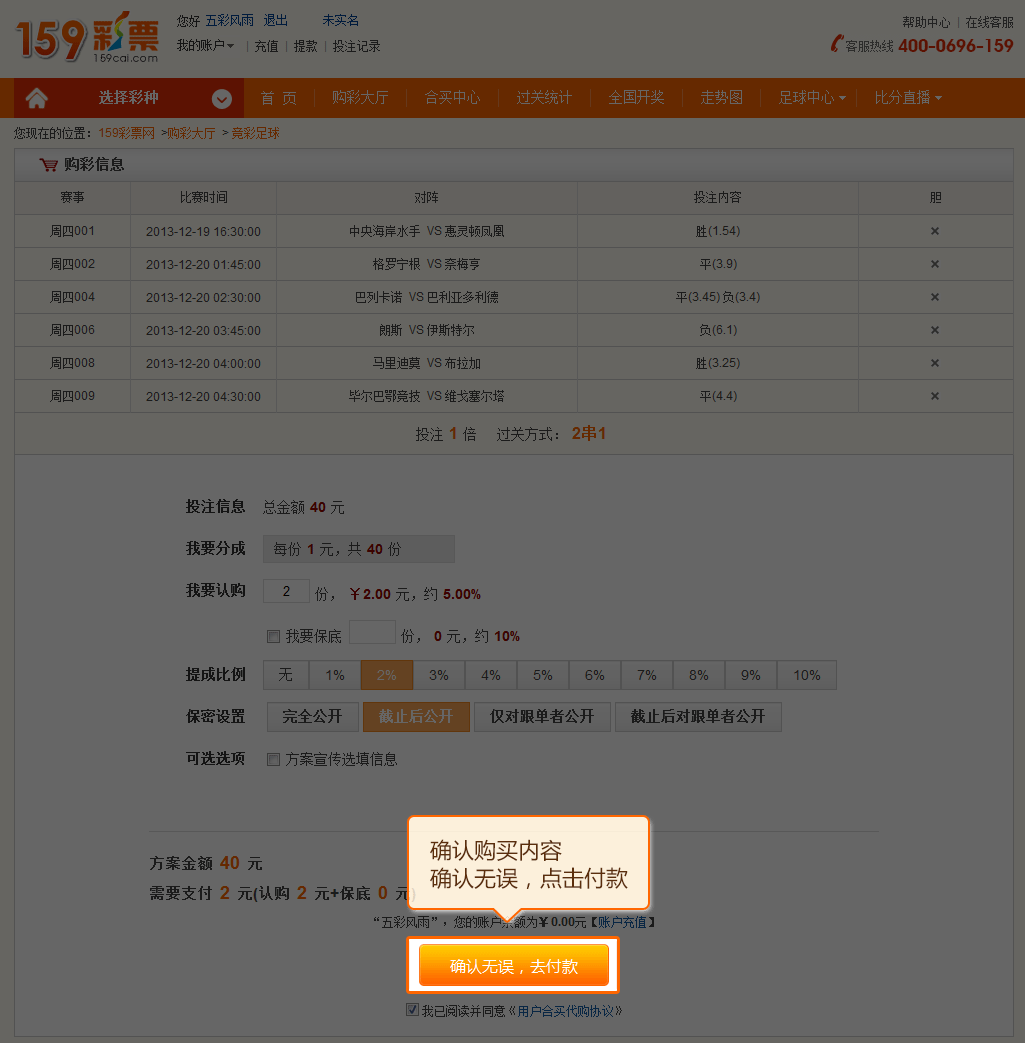 159彩票
159cai.com
您好 五彩风雨 退出 未实名
我的账户 | 充值 | 提款 | 投注记录
帮助中心 | 在线客服
客服热线 400-0696-159
选择彩种 首 页 购彩大厅 合买中心 过关统计 全国开奖 走势图 足球中心 比分直播
您现在的位置: 159彩票网 >购彩大厅 > 竞彩足球
购彩信息
赛事 比赛时间 对阵 投注内容 胆
周四001 2013-12-19 16:30:00 中央海岸水手 VS 惠灵顿凤凰 胜(1.54) ×
周四002 2013-12-20 01:45:00 格罗宁根 VS 奈梅亨 平(3.9) ×
周四004 2013-12-20 02:30:00 巴列卡诺 VS 巴利亚多利德 平(3.45) 负(3.4) ×
周四006 2013-12-20 03:45:00 朗斯 VS 伊斯特尔 负(6.1) ×
周四008 2013-12-20 04:00:00 马里迪莫 VS 布拉加 胜(3.25) ×
周四009 2013-12-20 04:30:00 毕尔巴鄂竞技 VS 维戈塞尔塔 平(4.4) ×
投注 1 倍 过关方式: 2串1
投注信息 总金额 40 元
我要分成 每份 1 元，共 40 份
我要认购 2 份， ￥2.00 元，约 5.00%
我要保底 份， 0 元，约 10%
提成比例 无 1% 2% 3% 4% 5% 6% 7% 8% 9% 10%
保密设置 完全公开 截止后公开 仅对跟单者公开 截止后对跟单者公开
可选选项 方案宣传选填信息
方案金额 40 元
需要支付 2 元(认购 2 元+保底 0 元)
确认购买内容
确认无误，点击付款
“五彩风雨”，您的账户余额为￥0.00元【账户充值】
确认无误，去付款
我已阅读并同意《用户合买代购协议》